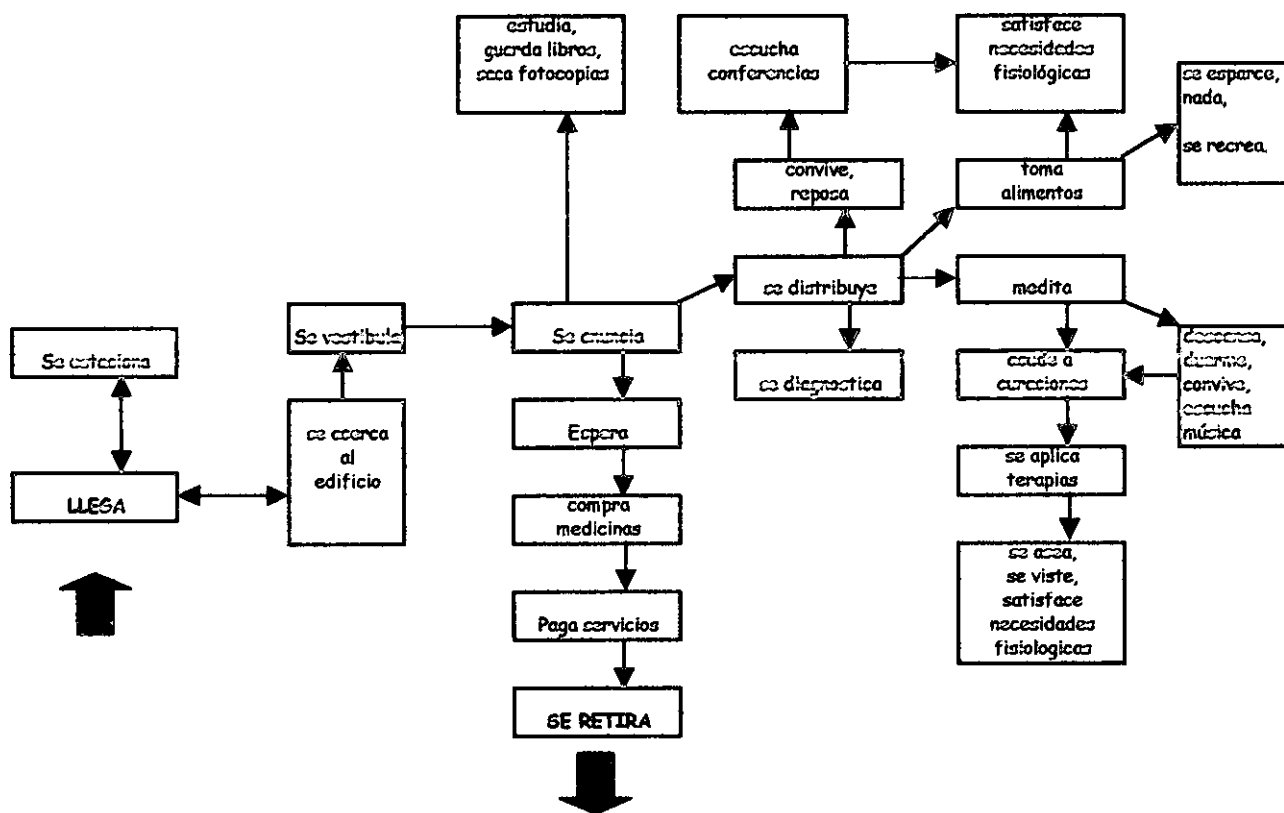 estudia,
guarda libros,
saca fotocopias
escucha
conferencias
satisface
necesidades
fisiológicas
se esparce,
nada,
se recrea.
convive,
reposa
toma
alimentos
se distribuye
medita
Se vestibula
Se anuncia
Se estaciona
se diagnostica
acude a
curaciones
descansa,
duerme,
convive,
escucha
música
se acerca
al
edificio
Espera
LLEGA
se aplica
terapias
compra
medicinas
se asea,
se viste,
satisface
necesidades
fisiologicas
Paga servicios
SE RETIRA